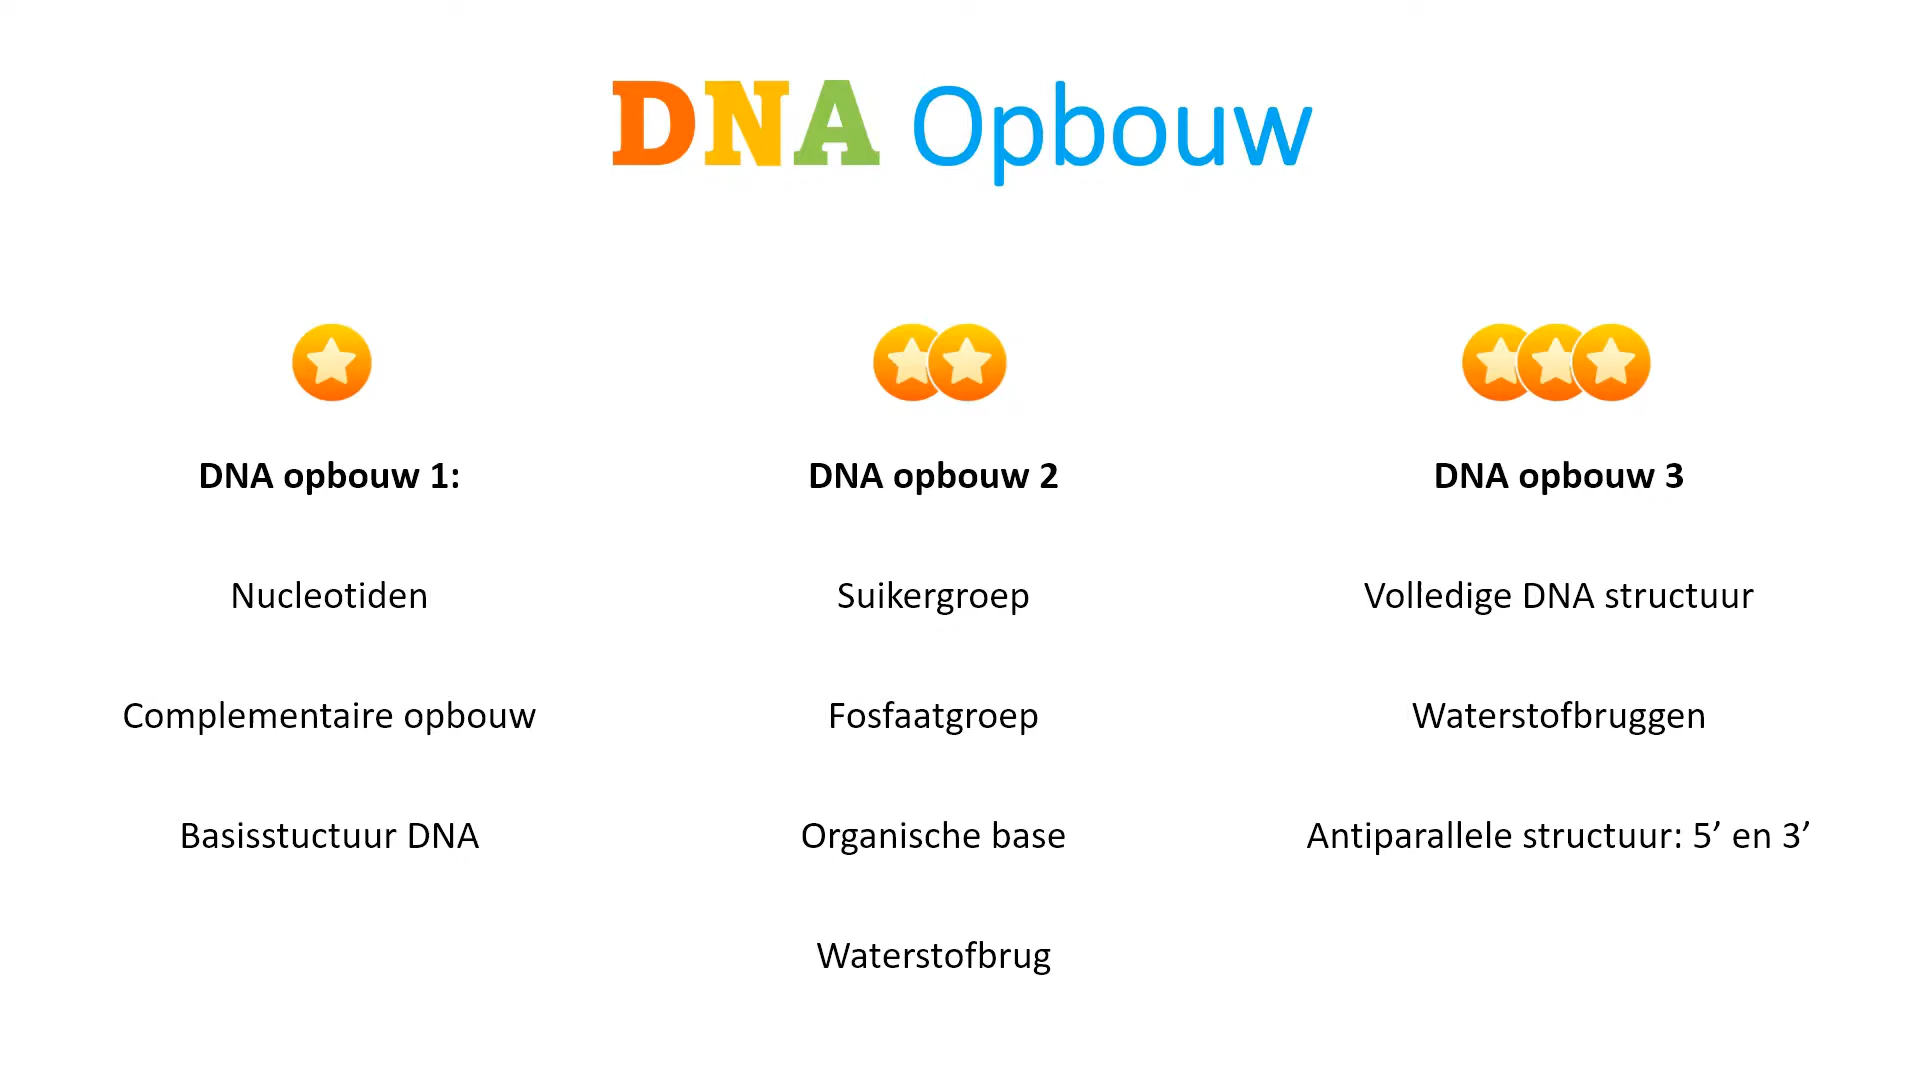 DNA Opbouw
DNA opbouw 1:
Nucleotiden
Complementaire opbouw
Basisstuctuur DNA
DNA opbouw 2
Suikergroep
Fosfaatgroep
Organische base
Waterstofbrug
DNA opbouw 3
Volledige DNA structuur
Waterstofbruggen
Antiparallele structuur: 5’ en 3’